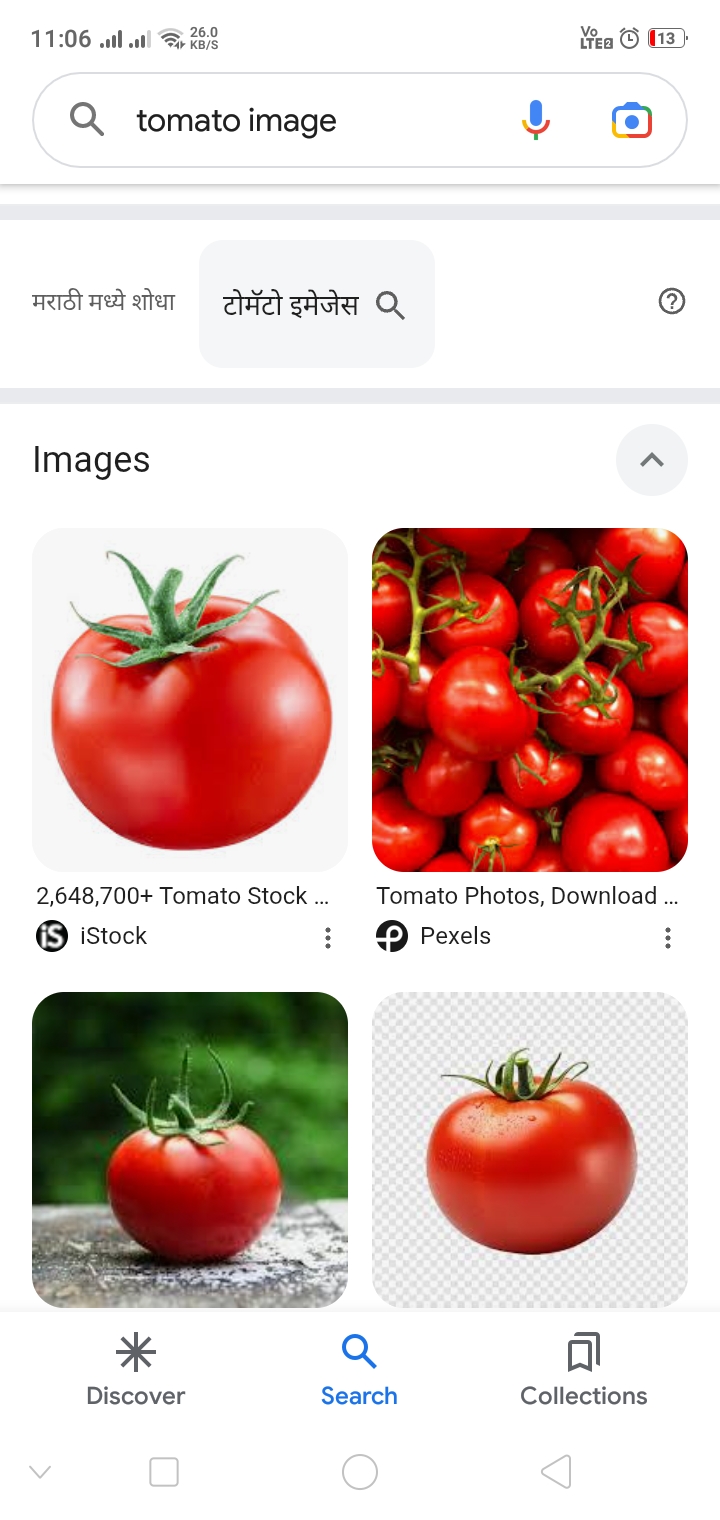 11:06
26.0
KB/S
Vo
LTE2
13
tomato image
मराठी मध्ये शोधा
टोमॅटो इमेजेस
Images
2,648,700+ Tomato Stock ...
iS iStock
Tomato Photos, Download ...
Pexels
Discover
Search
Collections